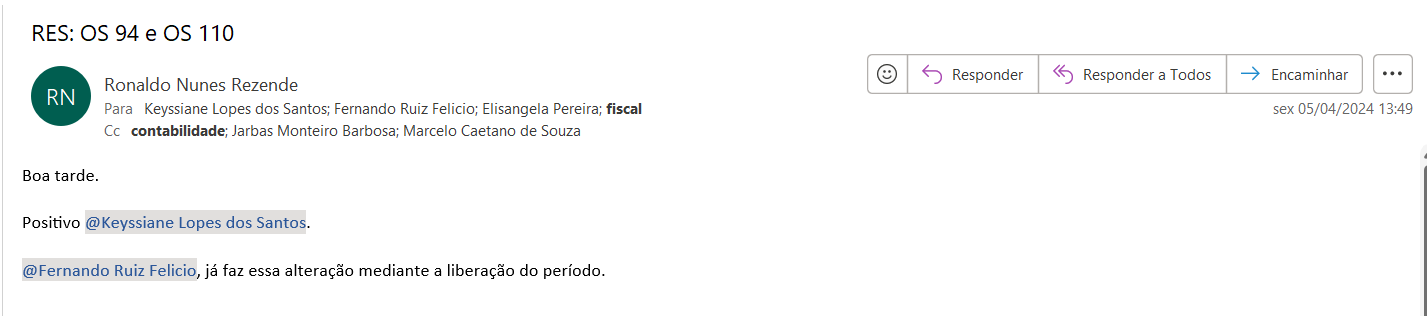 RES: OS 94 e OS 110
RN
Ronaldo Nunes Rezende
Para Keyssiane Lopes dos Santos; Fernando Ruiz Felicio; Elisangela Pereira; fiscal
Cc contabilidade; Jarbas Monteiro Barbosa; Marcelo Caetano de Souza
Responder
Responder a Todos
Encaminhar
sex 05/04/2024 13:49
Boa tarde.
Positivo @Keyssiane Lopes dos Santos.
@Fernando Ruiz Felicio, já faz essa alteração mediante a liberação do período.